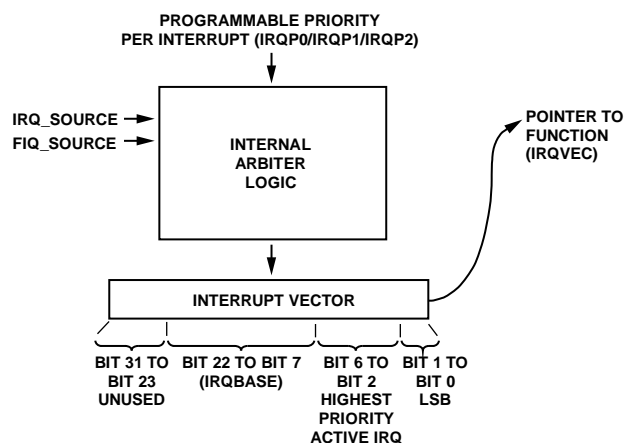 PROGRAMMABLE PRIORITY
PER INTERRUPT (IRQP0/IRQP1/IRQP2)
IRQ_SOURCE
FIQ_SOURCE
INTERNAL
ARBITER
LOGIC
POINTER TO
FUNCTION
(IRQVEC)
INTERRUPT VECTOR
BIT 31 TO
BIT 23
UNUSED
BIT 22 TO BIT 7
(IRQBASE)
BIT 6 TO
BIT 2
HIGHEST
PRIORITY
ACTIVE IRQ
BIT 1 TO
BIT 0
LSB